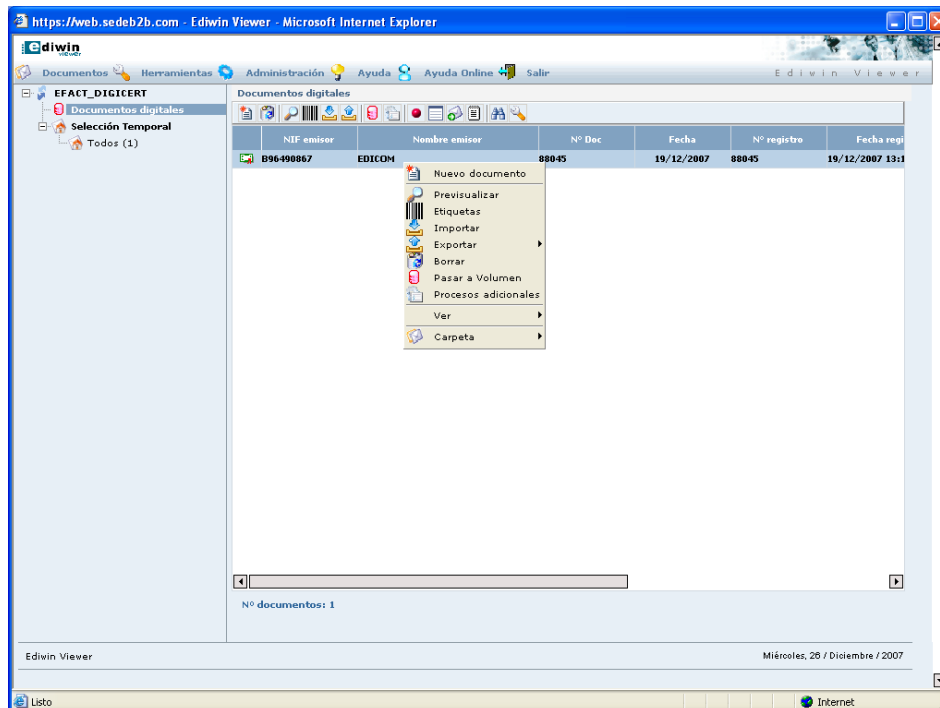 https://web.sedeb2b.com - Ediwin Viewer - Microsoft Internet Explorer
ediwin
viewer
Documentos Herramientas Administración Ayuda Ayuda Online Salir Ediwin Viewer
EFACT_DIGICERT
Documentos digitales
Selección Temporal
Todos (1)
Documentos digitales
NIF emisor Nombre emisor Nº Doc Fecha Nº registro Fecha regi
B96490867 EDICOM 88045 19/12/2007 88045 19/12/2007 13:1
Nuevo documento
Previsualizar
Etiquetas
Importar
Exportar
Borrar
Pasar a Volumen
Procesos adicionales
Ver
Carpeta
Nº documentos: 1
Ediwin Viewer Miércoles, 26 / Diciembre / 2007
Listo Internet